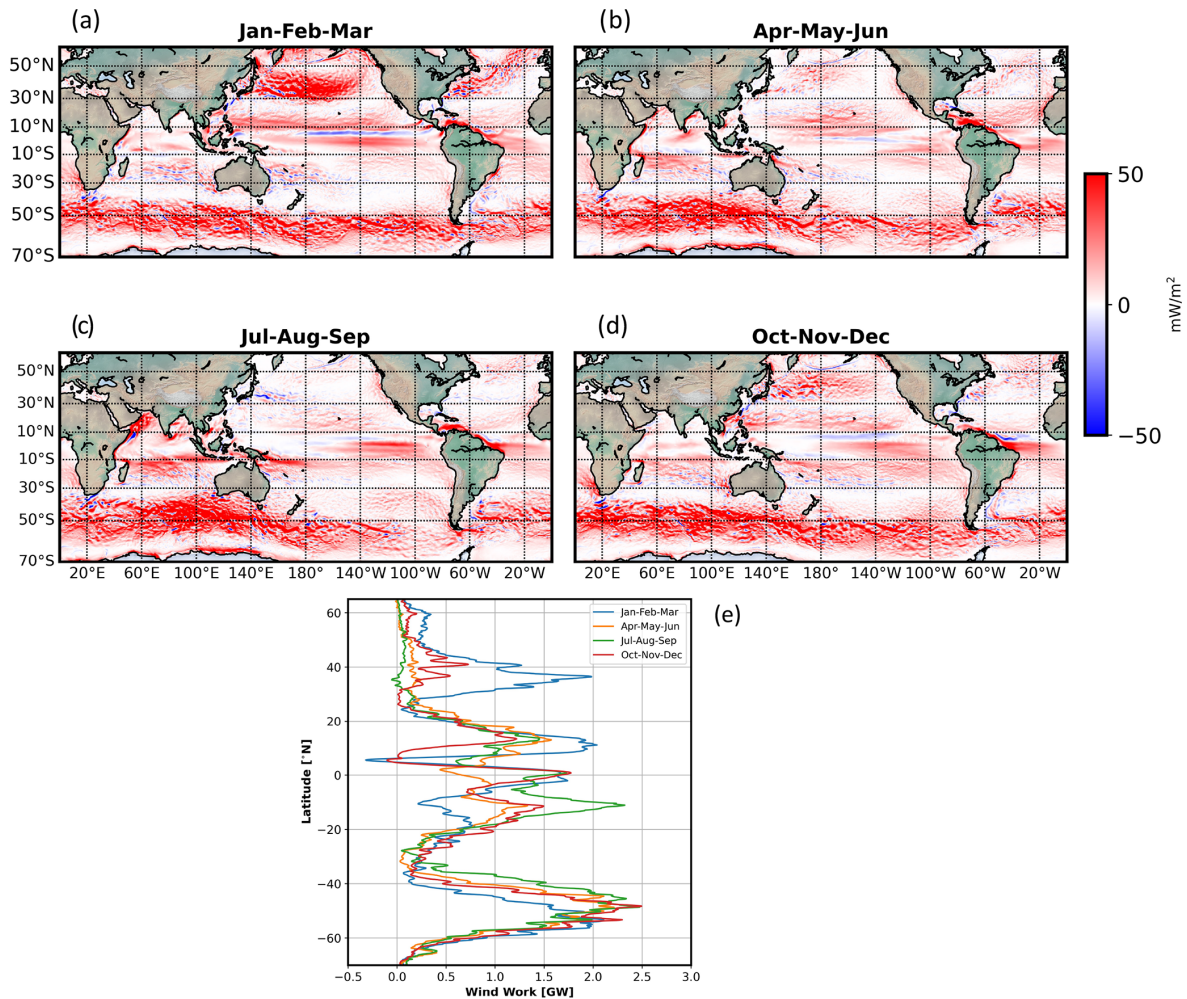 (a)
(b)
Jan-Feb-Mar
Apr-May-Jun
50°N
30°N
10°N
10°S
30°S
50°S
70°S
50
0
−50
mW/m²
(c)
(d)
Jul-Aug-Sep
Oct-Nov-Dec
50°N
30°N
10°N
10°S
30°S
50°S
70°S
20°E 60°E 100°E 140°E 180° 140°W 100°W 60°W 20°W
20°E 60°E 100°E 140°E 180° 140°W 100°W 60°W 20°W
(e)
Jan-Feb-Mar
Apr-May-Jun
Jul-Aug-Sep
Oct-Nov-Dec
60
40
20
0
−20
−40
−60
Latitude [°N]
−0.5 0.0 0.5 1.0 1.5 2.0 2.5 3.0
Wind Work [GW]